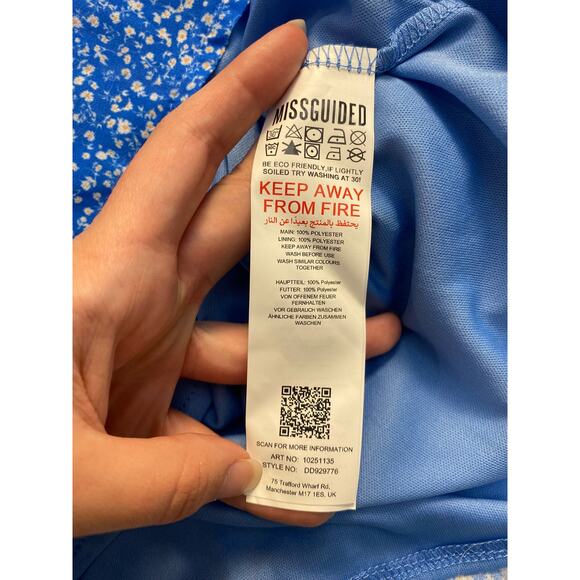 MISSGUIDED
BE ECO FRIENDLY,IF LIGHTLY
SOILED TRY WASHING AT 30!
KEEP AWAY
FROM FIRE
يحتفظ بالمنتج بعيدًا عن النار
MAIN: 100% POLYESTER
LINING: 100% POLYESTER
KEEP AWAY FROM FIRE
WASH BEFORE USE
WASH SIMILAR COLOURS
TOGETHER
HAUPTTEIL: 100% Polyester
FUTTER: 100% Polyester
VON OFFENEM FEUER
FERNHALTEN
VOR GEBRAUCH WASCHEN
ÄHNLICHE FARBEN ZUSAMMEN
WASCHEN
SCAN FOR MORE INFORMATION
ART NO: 10251135
STYLE NO: DD929776
75 Trafford Wharf Rd,
Manchester M17 1ES, UK